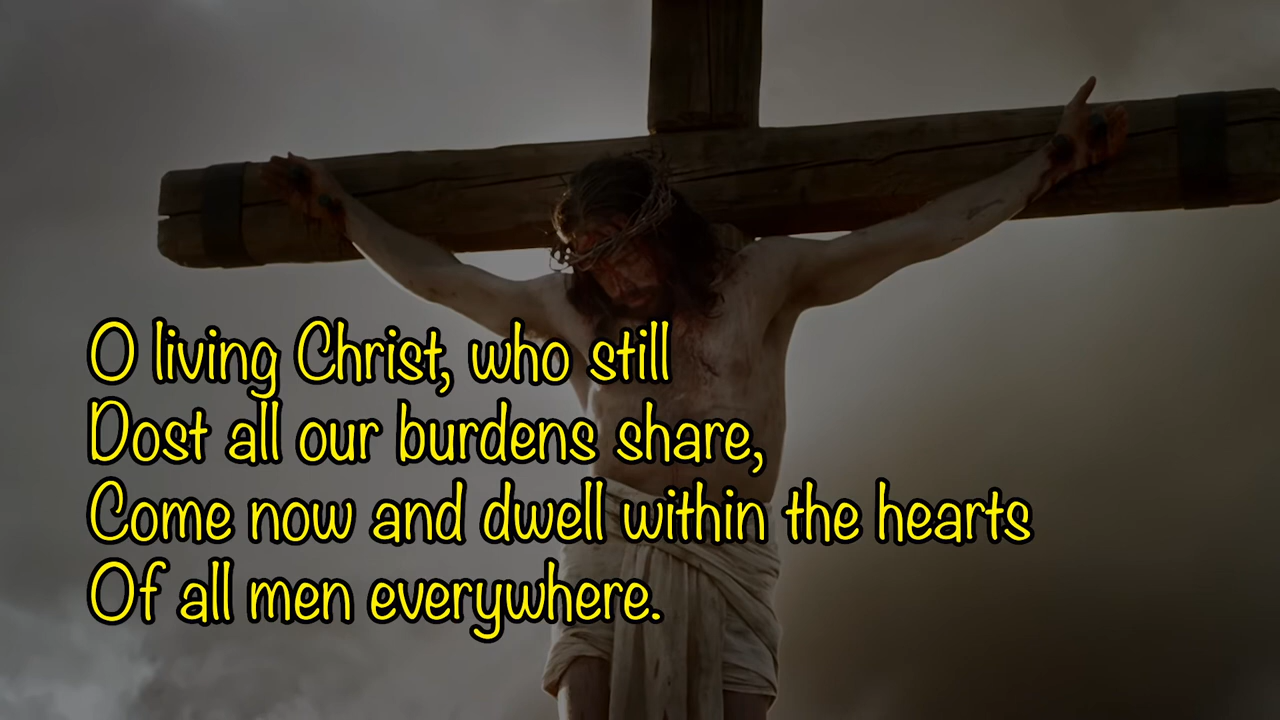 O living Christ, who still
Dost all our burdens share,
Come now and dwell within the hearts
Of all men everywhere.